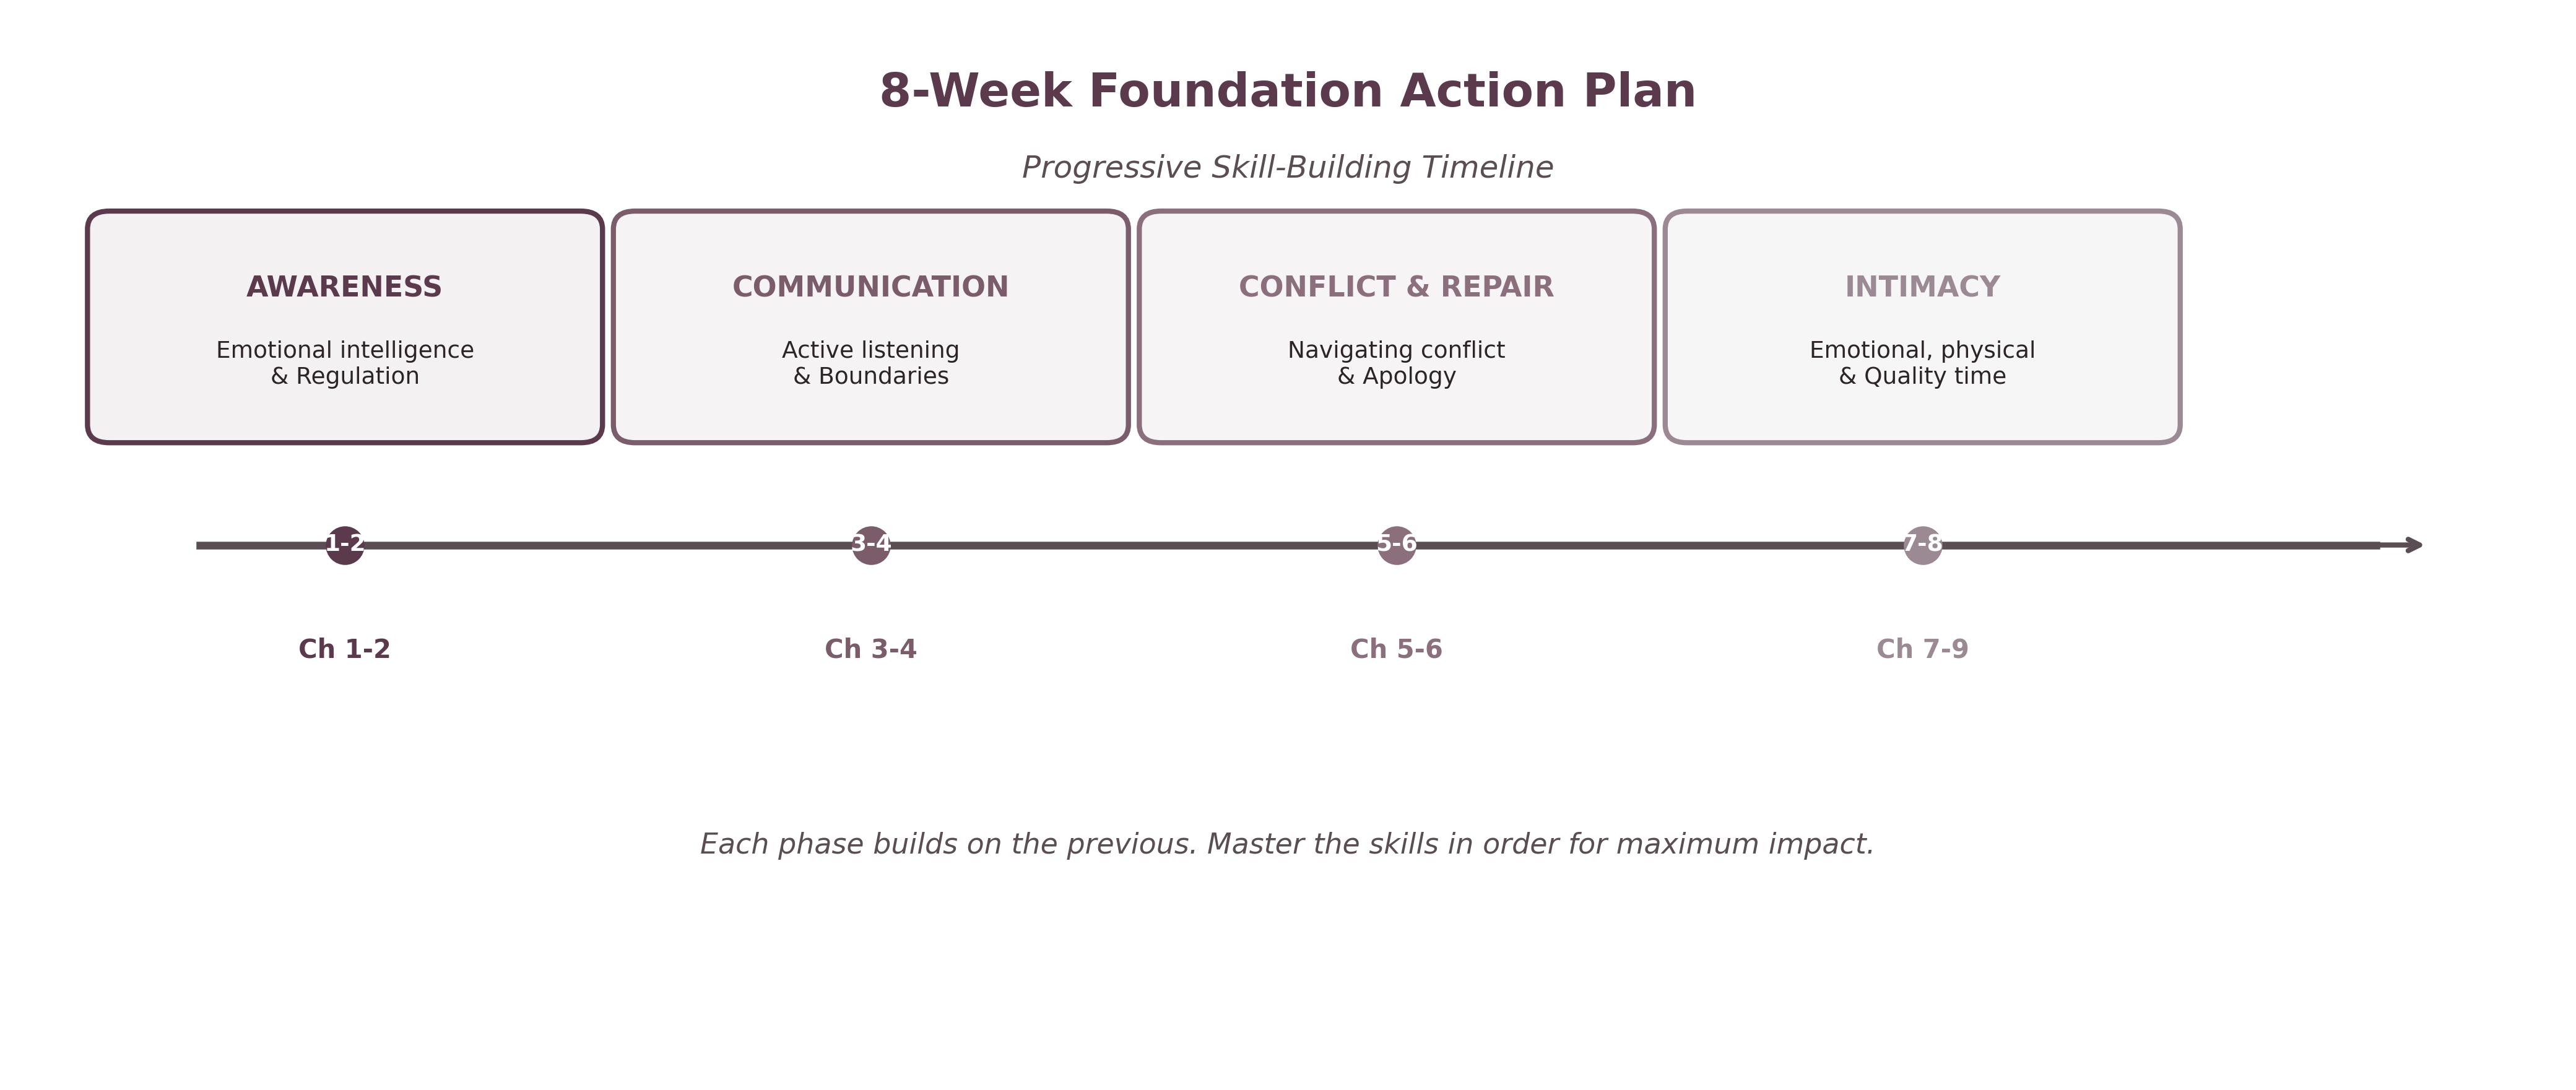 8-Week Foundation Action Plan
Progressive Skill-Building Timeline
AWARENESS
Emotional intelligence
& Regulation
COMMUNICATION
Active listening
& Boundaries
CONFLICT & REPAIR
Navigating conflict
& Apology
INTIMACY
Emotional, physical
& Quality time
1-2
3-4
5-6
7-8
Ch 1-2
Ch 3-4
Ch 5-6
Ch 7-9
Each phase builds on the previous. Master the skills in order for maximum impact.